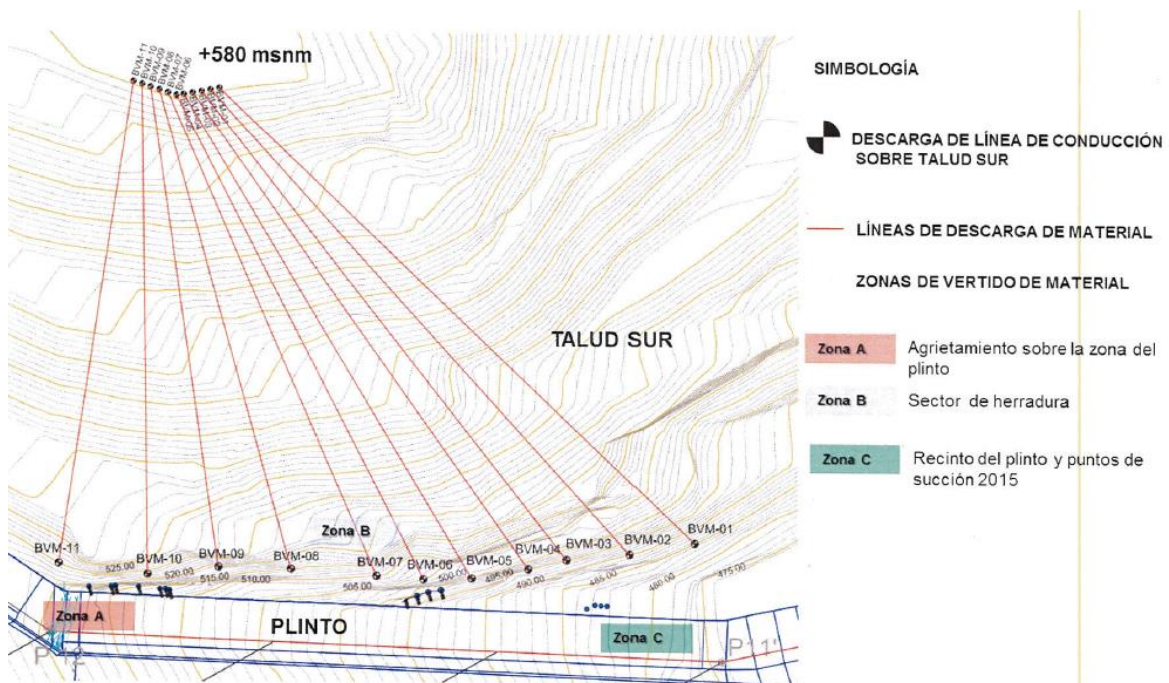 BVM-11
BVM-10
BVM-09
BVM-08
BVM-07
BVM-06
+580 msnm
TALUD SUR
Zona B
BVM-11
BVM-10
BVM-09
BVM-08
BVM-07
BVM-06
BVM-05
BVM-04
BVM-03
BVM-02
BVM-01
525.00
520.00
515.00
510.00
505.00
500.00
495.00
490.00
485.00
480.00
475.00
Zona A
PLINTO
Zona C
P11'
SIMBOLOGÍA
DESCARGA DE LÍNEA DE CONDUCCIÓN
SOBRE TALUD SUR
LÍNEAS DE DESCARGA DE MATERIAL
ZONAS DE VERTIDO DE MATERIAL
Zona A
Agrietamiento sobre la zona del
plinto
Zona B
Sector de herradura
Zona C
Recinto del plinto y puntos de
succión 2015